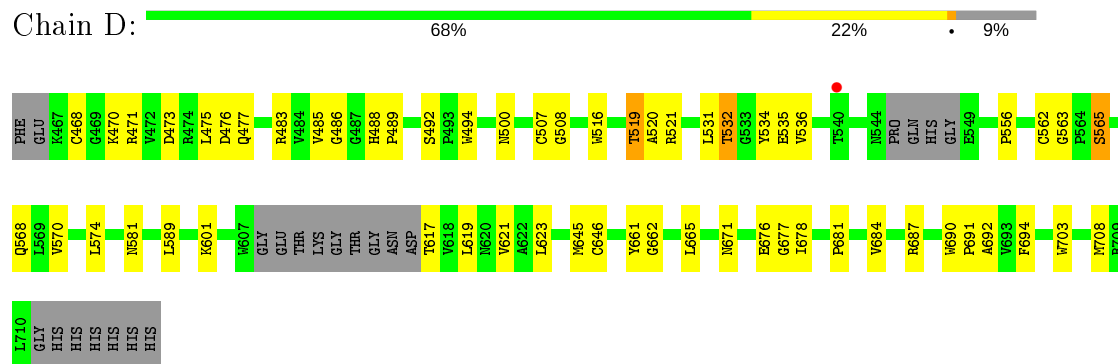 Chain D:
68% 22% • 9%
PHE GLU K467 C468 G469 K470 R471 V472 D473 R474 L475 D476 Q477 R483 V484 V485 G486 G487 H488 P489 S492 P493 W494 N500 C507 G508 W516 T519 A520 R521 L531 T532 G533 Y534 E535 V536 T540 N544 PRO GLN HIS GLY E549 P556 C562 G563 P564 S565
Q568 L569 V570 L574 N581 L589 K601 W607 GLY GLU THR LYS GLY THR GLY ASN ASP T617 V618 L619 N620 V621 A622 L623 M645 C646 Y661 G662 L665 N671 E676 G677 I678 P681 V684 R687 W690 P691 A692 V693 F694 W703 M708
L710 GLY HIS HIS HIS HIS HIS HIS